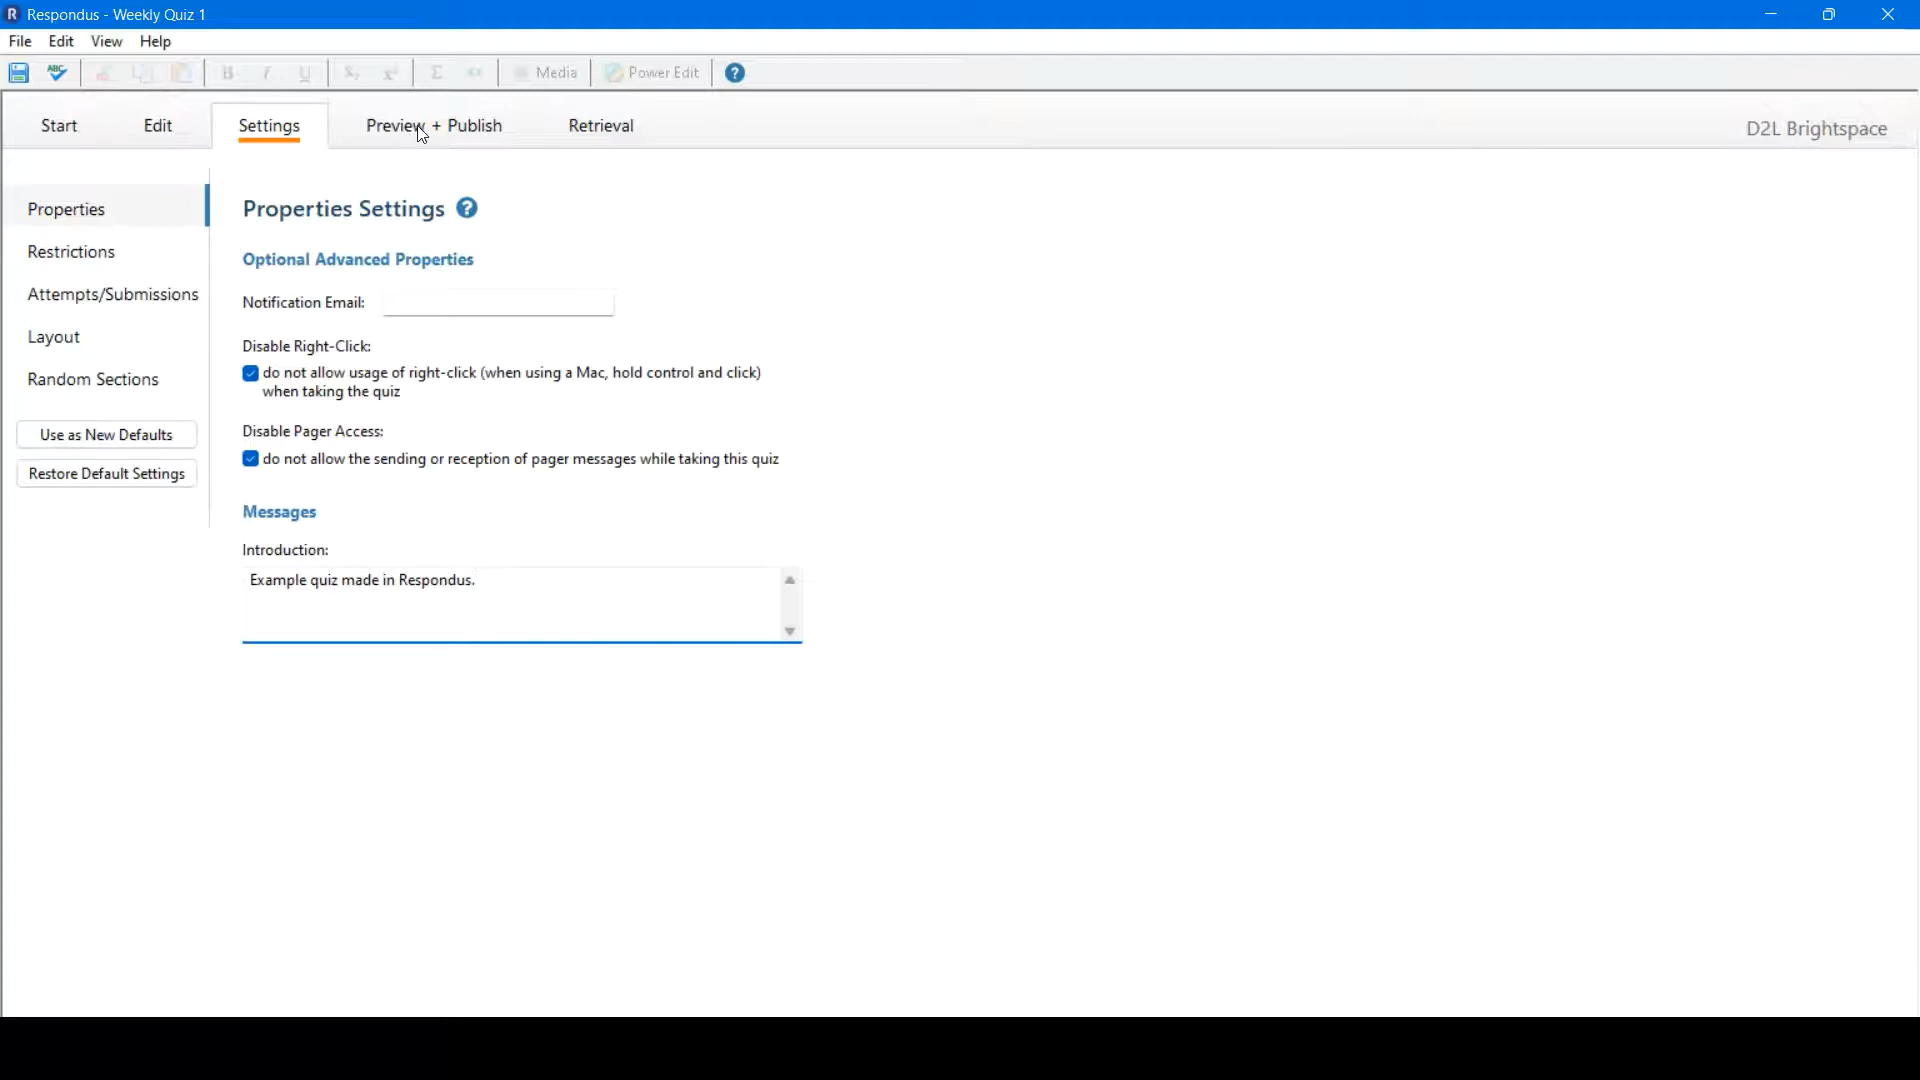 Respondus - Weekly Quiz 1
File Edit View Help
ABC B I U X₂ x² Σ Media Power Edit ?
Start Edit Settings Preview + Publish Retrieval D2L Brightspace
Properties
Restrictions
Attempts/Submissions
Layout
Random Sections
Use as New Defaults
Restore Default Settings
Properties Settings ?
Optional Advanced Properties
Notification Email:
Disable Right-Click:
do not allow usage of right-click (when using a Mac, hold control and click)
when taking the quiz
Disable Pager Access:
do not allow the sending or reception of pager messages while taking this quiz
Messages
Introduction:
Example quiz made in Respondus.